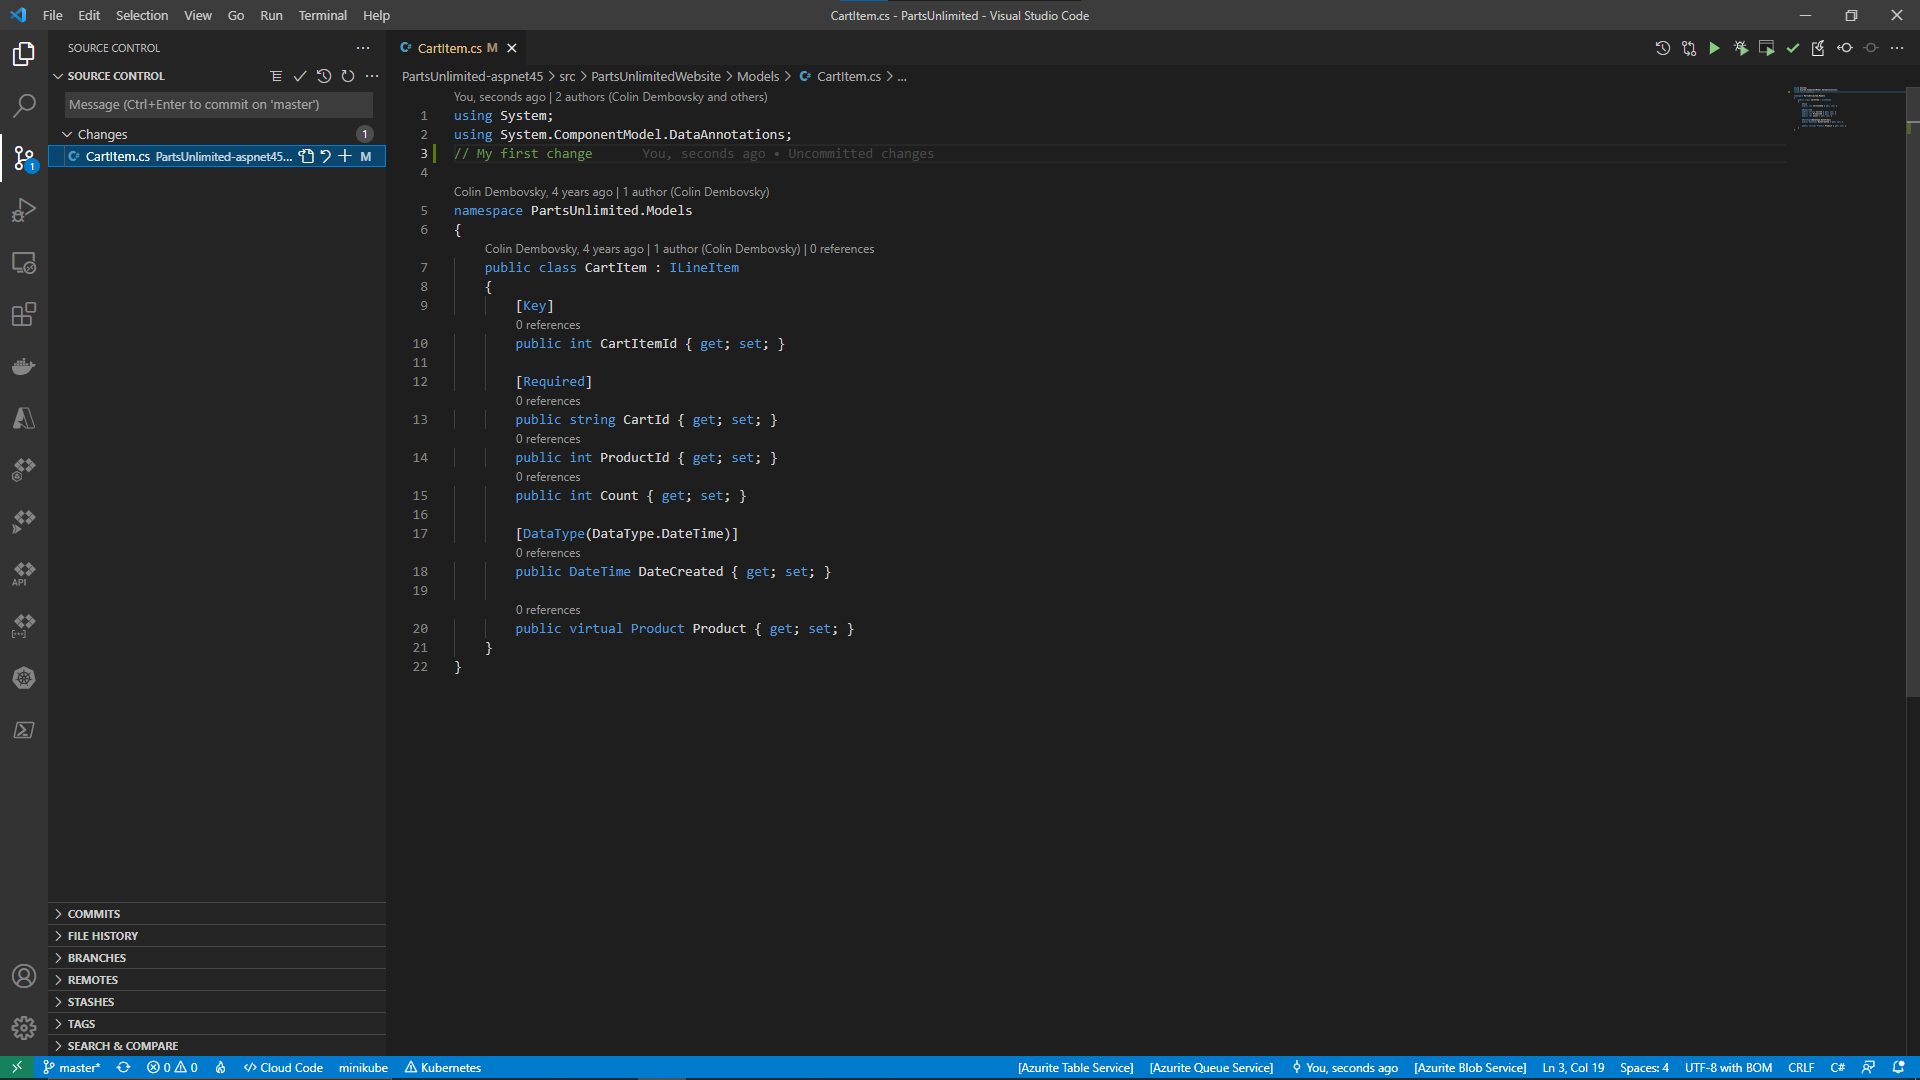 File Edit Selection View Go Run Terminal Help
CartItem.cs - PartsUnlimited - Visual Studio Code
SOURCE CONTROL
SOURCE CONTROL
Message (Ctrl+Enter to commit on 'master')
Changes 1
CartItem.cs PartsUnlimited-aspnet45... M
1
API
COMMITS
FILE HISTORY
BRANCHES
REMOTES
STASHES
TAGS
SEARCH & COMPARE
CartItem.cs M
PartsUnlimited-aspnet45 > src > PartsUnlimitedWebsite > Models > CartItem.cs > ...
You, seconds ago | 2 authors (Colin Dembovsky and others)
1 using System;
2 using System.ComponentModel.DataAnnotations;
3 // My first change You, seconds ago • Uncommitted changes
4
Colin Dembovsky, 4 years ago | 1 author (Colin Dembovsky)
5 namespace PartsUnlimited.Models
6 {
Colin Dembovsky, 4 years ago | 1 author (Colin Dembovsky) | 0 references
7 public class CartItem : ILineItem
8 {
9 [Key]
0 references
10 public int CartItemId { get; set; }
11
12 [Required]
0 references
13 public string CartId { get; set; }
0 references
14 public int ProductId { get; set; }
0 references
15 public int Count { get; set; }
16
17 [DataType(DataType.DateTime)]
0 references
18 public DateTime DateCreated { get; set; }
19
0 references
20 public virtual Product Product { get; set; }
21 }
22 }
master* 0 0 Cloud Code minikube Kubernetes [Azurite Table Service] [Azurite Queue Service] You, seconds ago [Azurite Blob Service] Ln 3, Col 19 Spaces: 4 UTF-8 with BOM CRLF C#